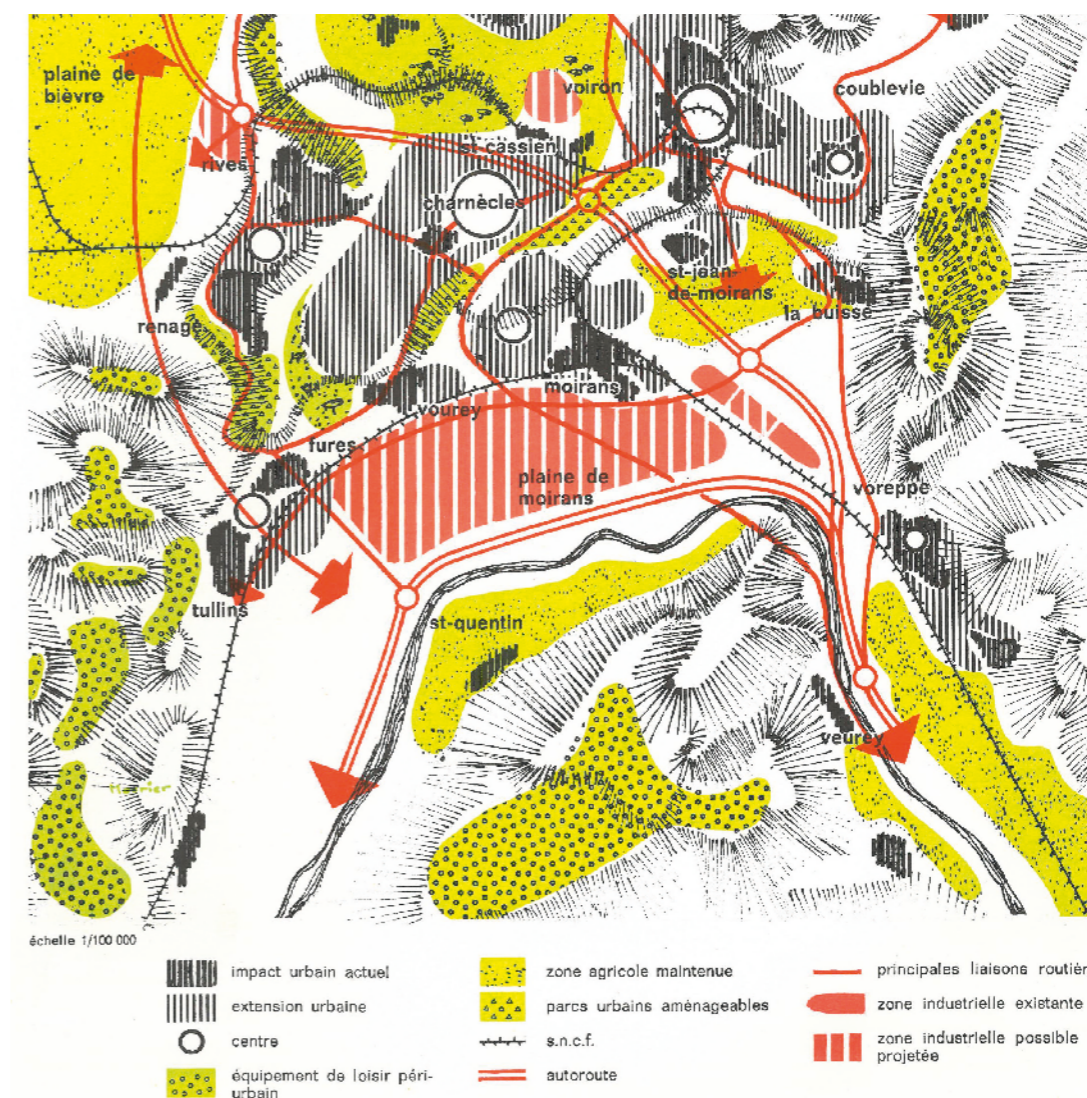 plaine de
bièvre
voiron
coublevie
st-cassien
rives
charnècles
st-jean-
de-moirans
la buisse
renage
moirans
vourey
fures
plaine de
moirans
voreppe
tullins
st-quentin
veurey
échelle 1/100 000
impact urbain actuel
extension urbaine
centre
équipement de loisir péri-
urbain
zone agricole maintenue
parcs urbains aménageables
s.n.c.f.
autoroute
principales liaisons routièr
zone industrielle existante
zone industrielle possible
projetée